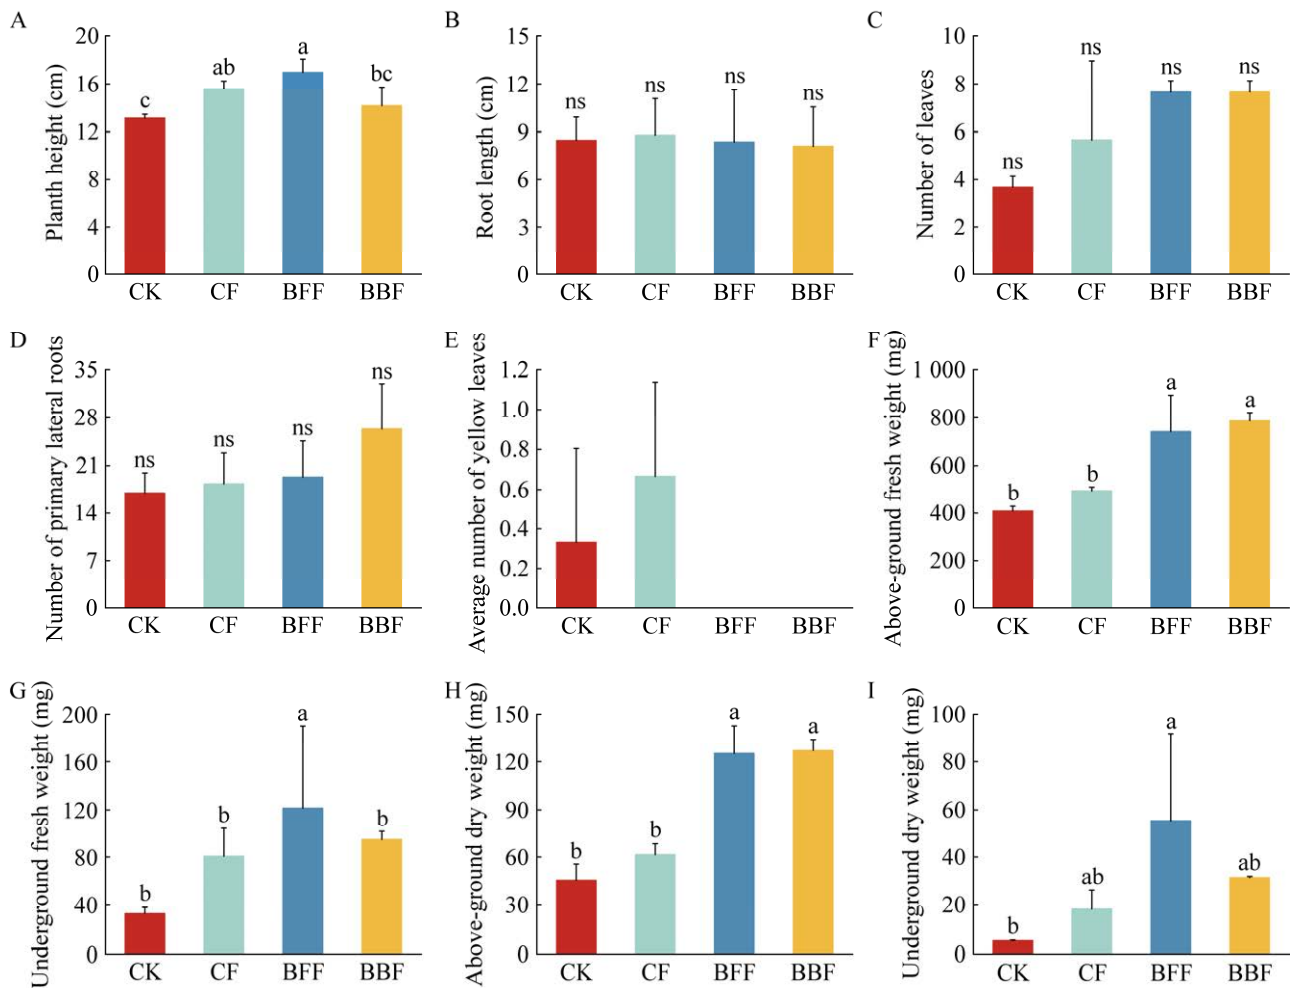 A
Planth height (cm)
20
16
12
8
4
0
c
ab
a
bc
CK CF BFF BBF
B
Root length (cm)
15
12
9
6
3
0
ns
ns
ns
ns
CK CF BFF BBF
C
Number of leaves
10
8
6
4
2
0
ns
ns
ns
ns
CK CF BFF BBF
D
Number of primary lateral roots
35
28
21
14
7
0
ns
ns
ns
ns
CK CF BFF BBF
E
Average number of yellow leaves
1.2
1.2
0.8
0.6
0.4
0.2
0.0
CK CF BFF BBF
F
Above-ground fresh weight (mg)
1 000
800
600
400
200
0
b
b
a
a
CK CF BFF BBF
G
Underground fresh weight (mg)
200
160
120
80
40
0
b
b
a
b
CK CF BFF BBF
H
Above-ground dry weight (mg)
150
120
90
60
30
0
b
b
a
a
CK CF BFF BBF
I
Underground dry weight (mg)
100
80
60
40
20
0
b
ab
a
ab
CK CF BFF BBF